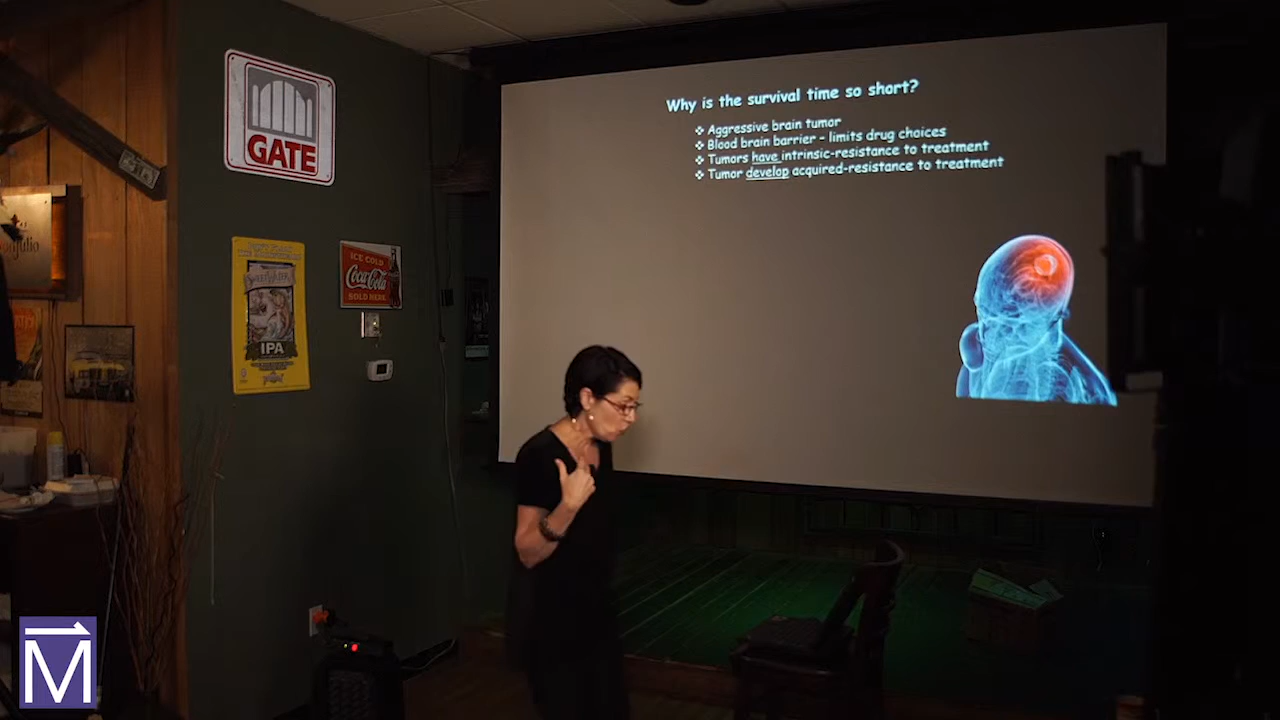 GATE
ICE COLD
Coca-Cola
SOLD HERE
IPA
Why is the survival time so short?
❖ Aggressive brain tumor
❖ Blood brain barrier - limits drug choices
❖ Tumors have intrinsic-resistance to treatment
❖ Tumor develop acquired-resistance to treatment
M